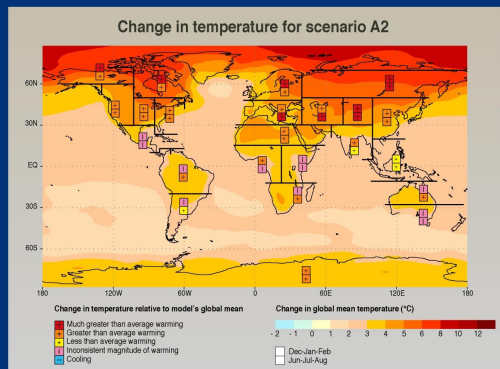 Change in temperature for scenario A2
60N
30N
EQ
30S
60S
180 120W 60W 0 60E 120E 180
Change in temperature relative to model's global mean
+ Much greater than average warming
+ Greater than average warming
+ Less than average warming
i Inconsistent magnitude of warming
− Cooling
Change in global mean temperature (°C)
- 2 -1 0 1 2 3 4 5 6 8 10 12
Dec-Jan-Feb
Jun-Jul-Aug